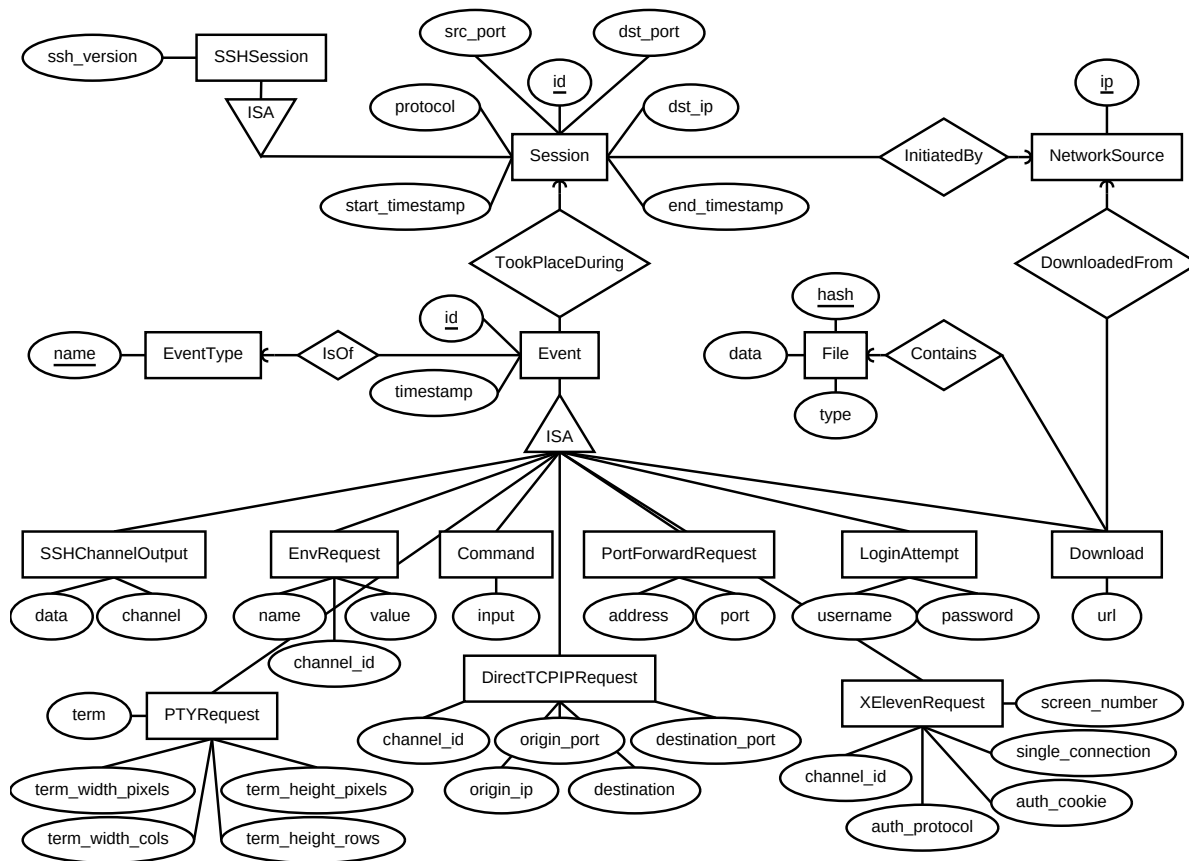 src_port
dst_port
ssh_version
SSHSession
id
ip
ISA
protocol
dst_ip
Session
InitiatedBy
NetworkSource
start_timestamp
end_timestamp
TookPlaceDuring
DownloadedFrom
hash
id
name
EventType
IsOf
Event
data
File
Contains
timestamp
type
ISA
SSHChannelOutput
EnvRequest
Command
PortForwardRequest
LoginAttempt
Download
data
channel
name
value
input
address
port
username
password
url
channel_id
DirectTCPIPRequest
term
PTYRequest
XElevenRequest
screen_number
channel_id
origin_port
destination_port
single_connection
channel_id
term_width_pixels
term_height_pixels
origin_ip
destination
auth_cookie
auth_protocol
term_width_cols
term_height_rows